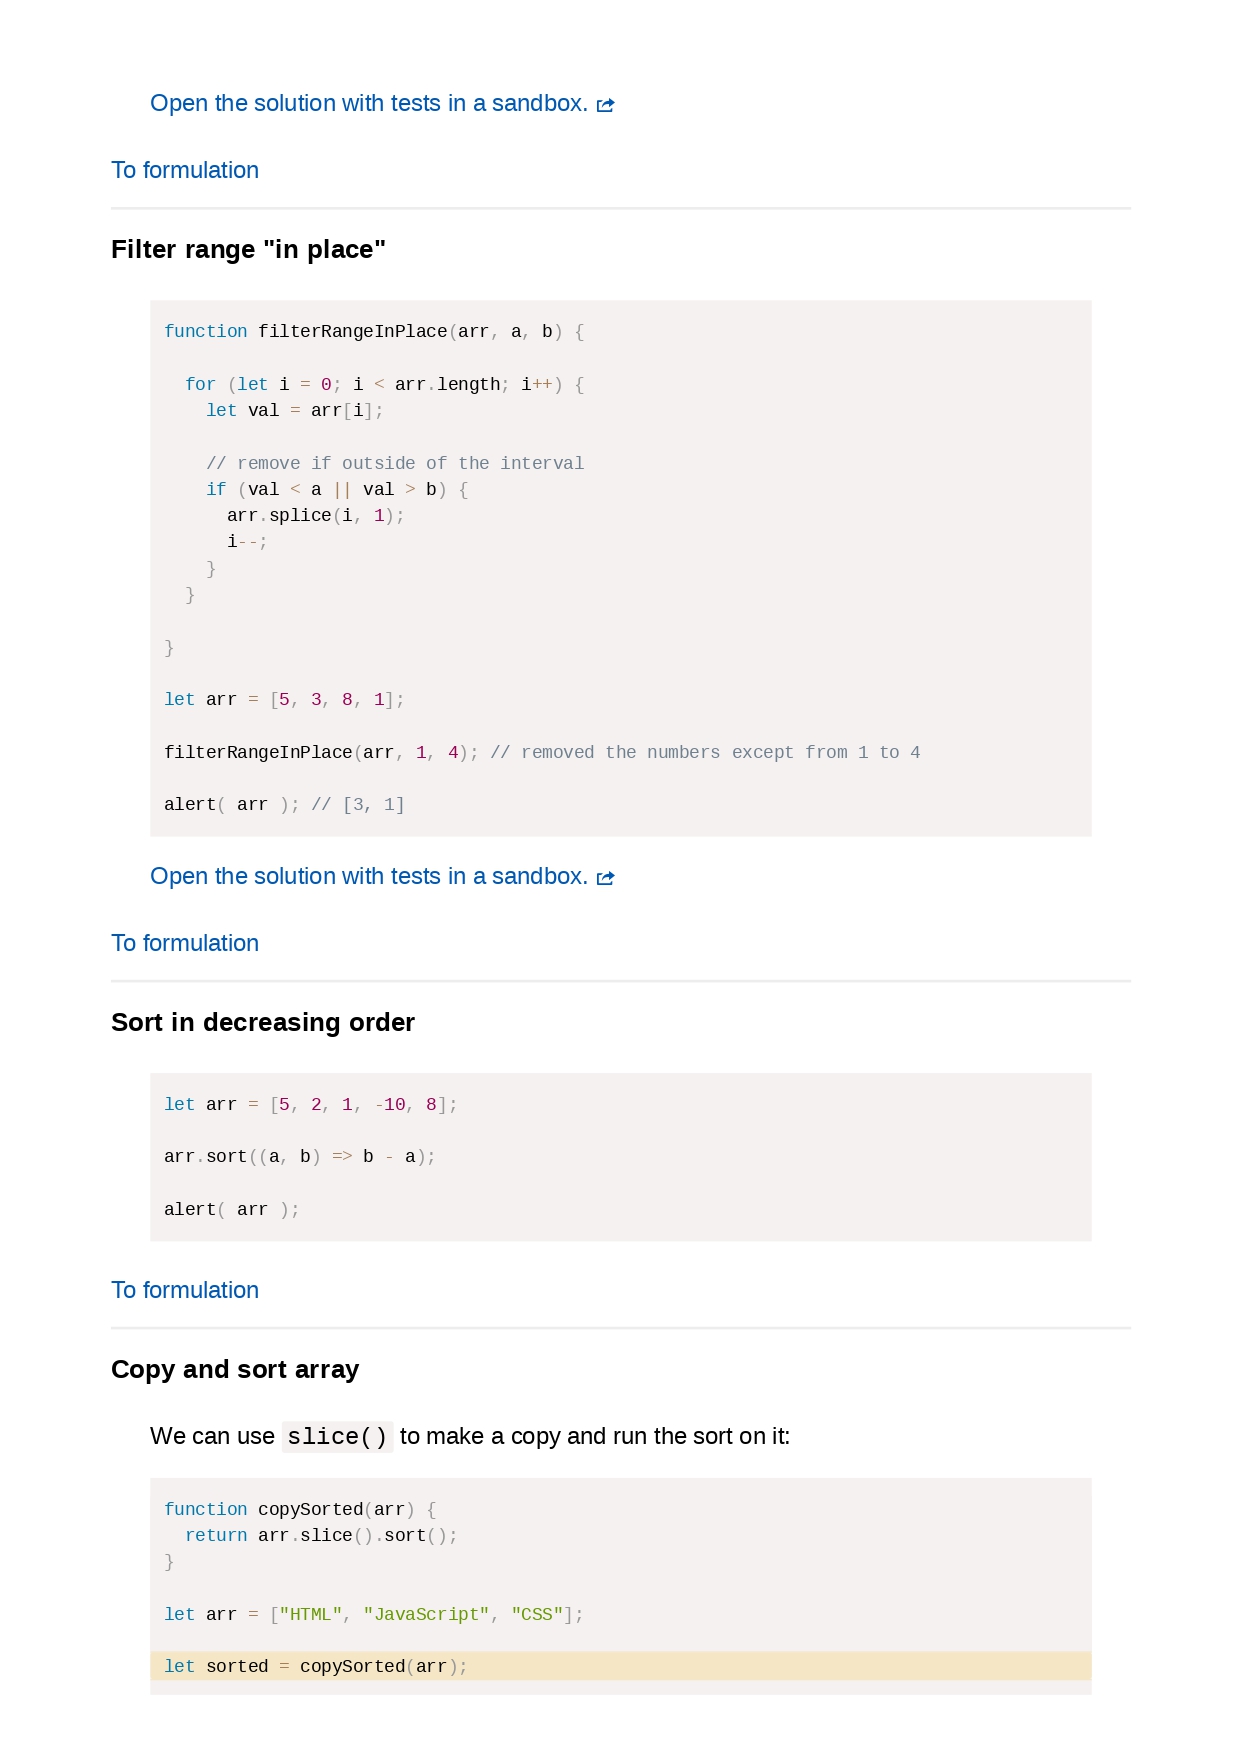 Open the solution with tests in a sandbox.
To formulation
Filter range "in place"
function filterRangeInPlace(arr, a, b) {
  for (let i = 0; i < arr.length; i++) {
    let val = arr[i];
    // remove if outside of the interval
    if (val < a || val > b) {
      arr.splice(i, 1);
      i--;
    }
  }
}
let arr = [5, 3, 8, 1];
filterRangeInPlace(arr, 1, 4); // removed the numbers except from 1 to 4
alert( arr ); // [3, 1]
Open the solution with tests in a sandbox.
To formulation
Sort in decreasing order
let arr = [5, 2, 1, -10, 8];
arr.sort((a, b) => b - a);
alert( arr );
To formulation
Copy and sort array
We can use slice() to make a copy and run the sort on it:
function copySorted(arr) {
  return arr.slice().sort();
}
let arr = ["HTML", "JavaScript", "CSS"];
let sorted = copySorted(arr);